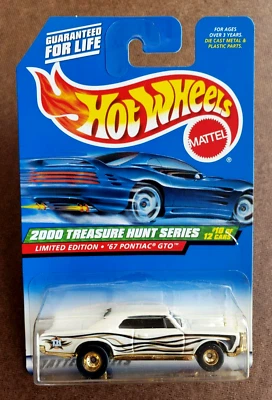 GUARANTEED
FOR LIFE
FOR AGES
OVER 3 YEARS.
DIE CAST METAL &
PLASTIC PARTS.
HOT WHEELS
MATTEL
2000 TREASURE HUNT SERIES
#10 of
12 CARS
LIMITED EDITION • '67 PONTIAC® GTO™